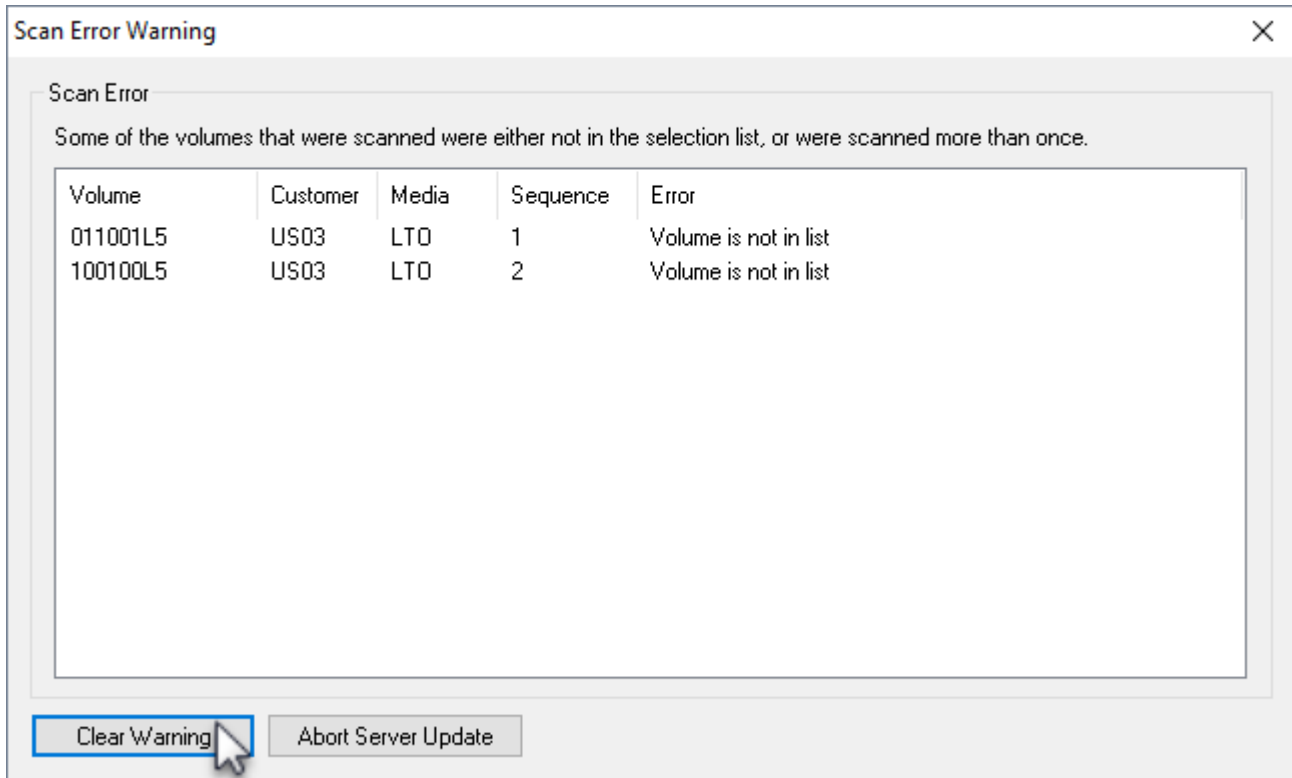 Scan Error Warning
Scan Error
Some of the volumes that were scanned were either not in the selection list, or were scanned more than once.
Volume Customer Media Sequence Error
011001L5 US03 LTO 1 Volume is not in list
100100L5 US03 LTO 2 Volume is not in list
Clear Warning Abort Server Update